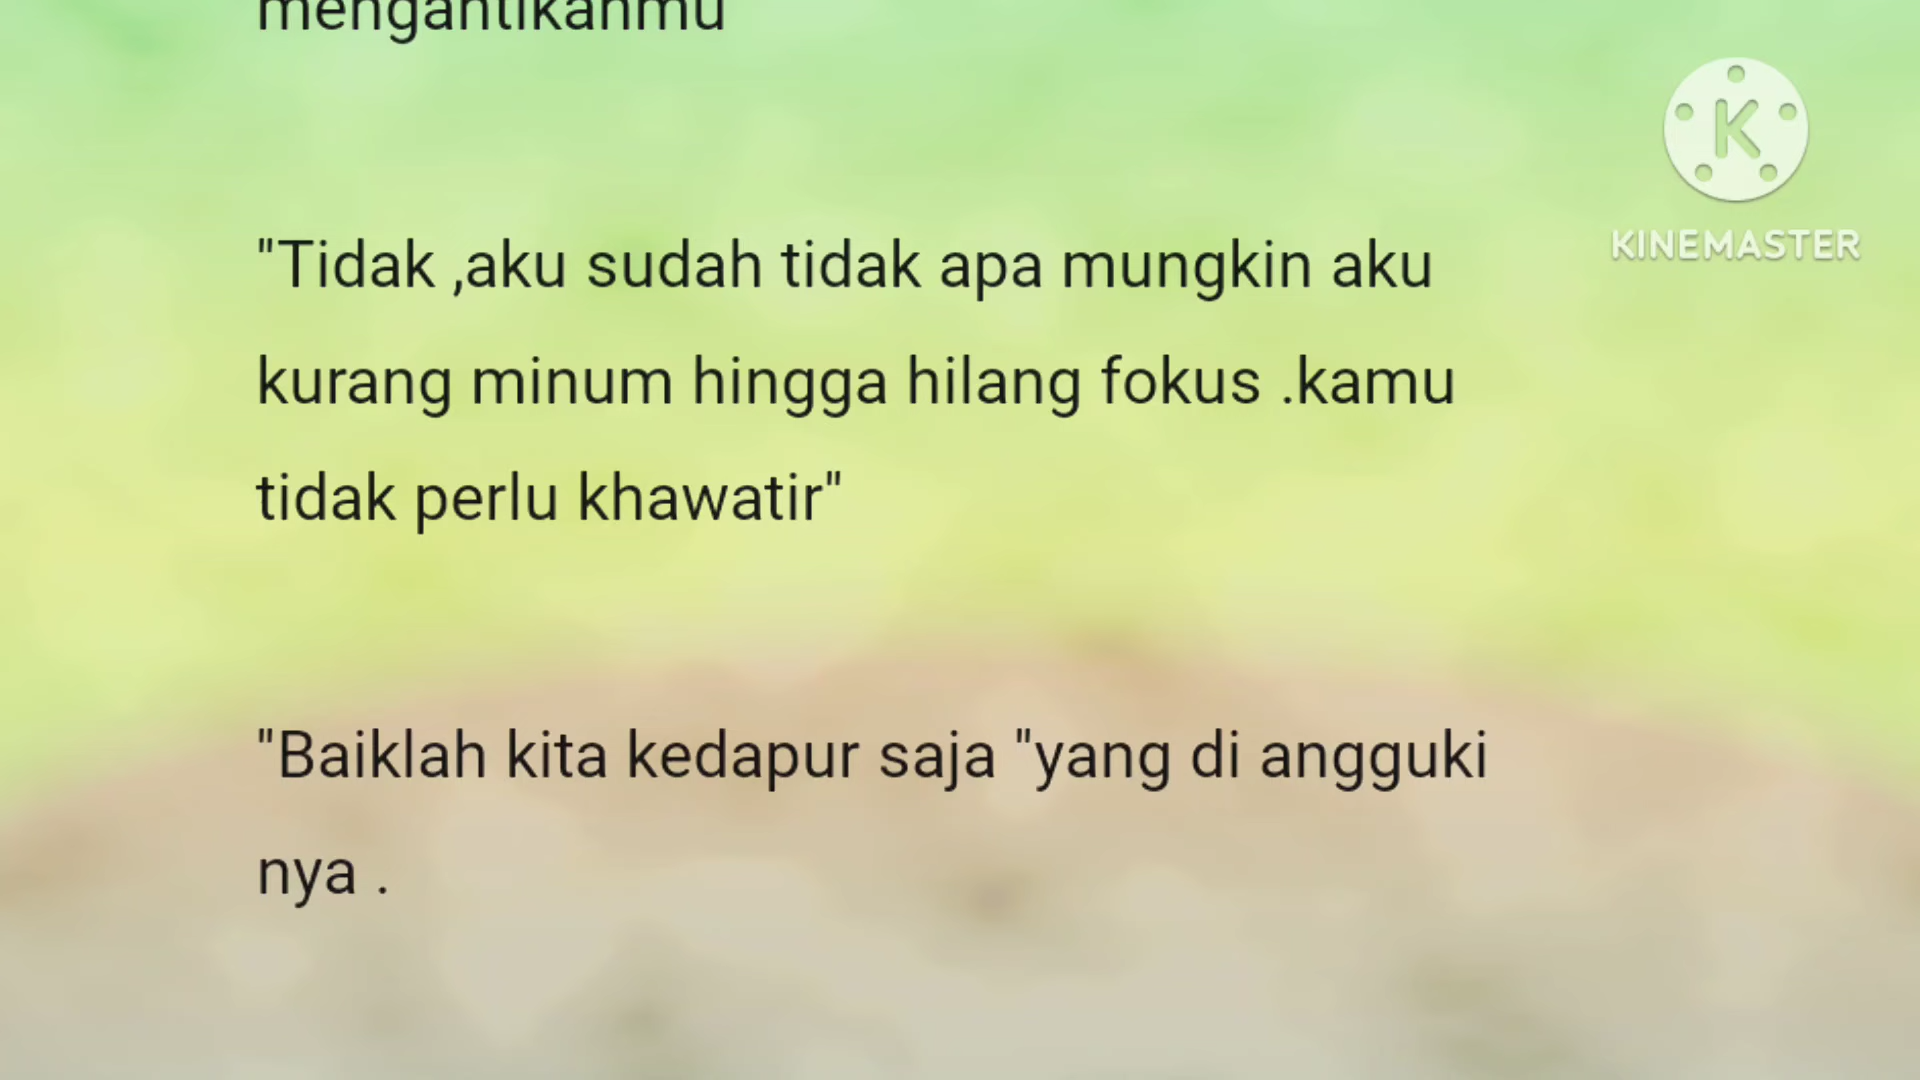 mengantikanmu
"Tidak ,aku sudah tidak apa mungkin aku
kurang minum hingga hilang fokus .kamu
tidak perlu khawatir"
"Baiklah kita kedapur saja "yang di angguki
nya .
K
KINEMASTER